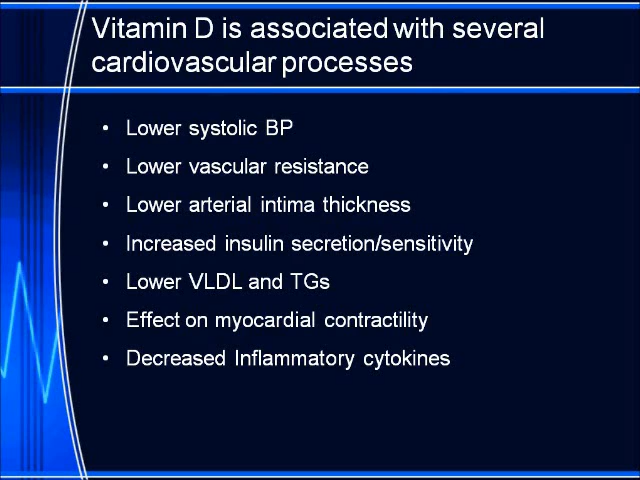 Vitamin D is associated with several
cardiovascular processes
• Lower systolic BP
• Lower vascular resistance
• Lower arterial intima thickness
• Increased insulin secretion/sensitivity
• Lower VLDL and TGs
• Effect on myocardial contractility
• Decreased Inflammatory cytokines